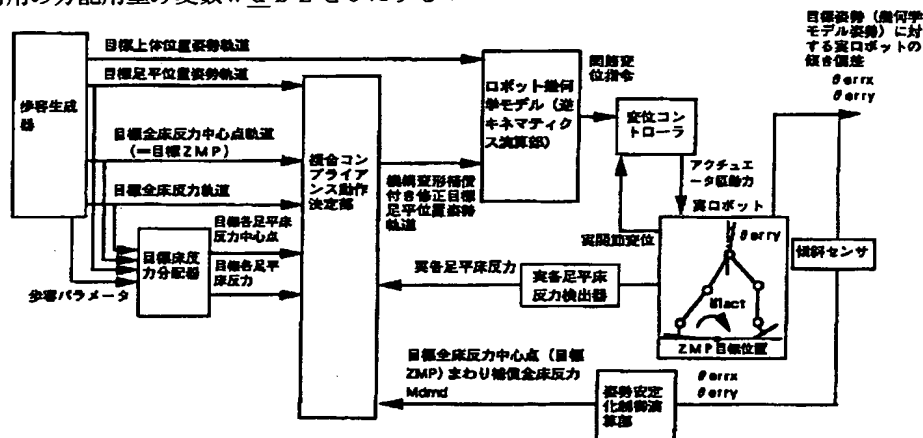 目標上体位置姿勢軌道
目標足平位置姿勢軌道
歩容生成
器
目標全床反力中心点軌道
(=目標ZMP)
目標全床反力軌道
目標床反
力分配器
目標各足平床
反力中心点
目標各足平
床反力
歩容パラメータ
複合コン
プライア
ンス動作
決定部
機構変形補償
付き修正目標
足平位置姿勢
軌道
ロボット幾何
学モデル(逆
キネマティク
ス演算部)
関節変
位指令
変位コント
ローラ
アクチュエ
ータ駆動力
実ロボット
実関節変位
θerry
Mact
ZMP目標位置
傾斜センサ
目標姿勢(幾何学
モデル姿勢)に対
する実ロボットの
傾き偏差
θerrx
θerry
実各足平床反力
実各足平床
反力検出器
目標全床反力中心点(目標
ZMP)まわり補償全床反力
Mdmd
姿勢安定
化制御演
算部
θerrx
θerry